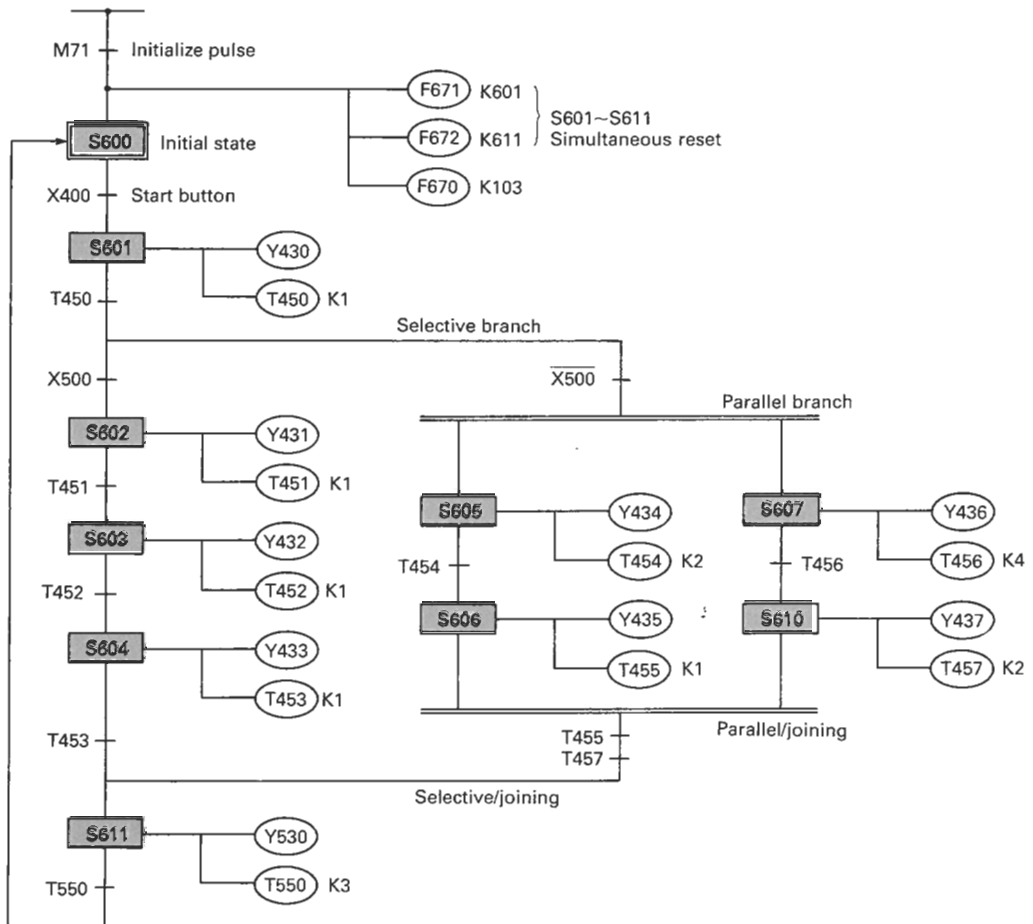 M71 Initialize pulse
F671 K601
S601~S611
F672 K611
Simultaneous reset
S600 Initial state
F670 K103
X400 Start button
S601 Y430
T450 T450 K1
Selective branch
X500 X500
Parallel branch
S602 Y431
T451 T451 K1
S605 Y434 S607 Y436
S603 Y432
T454 T454 K2 T456 T456 K4
T452 T452 K1
S606 Y435 S610 Y437
S604 Y433
T455 K1 T457 K2
T453 K1
Parallel/joining
T453 T455
T457
Selective/joining
S611 Y530
T550 T550 K3